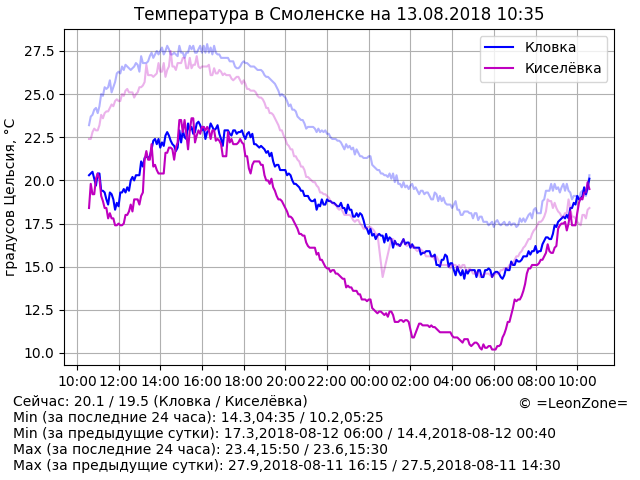 Температура в Смоленске на 13.08.2018 10:35
градусов Цельсия, °C
27.5
25.0
22.5
20.0
17.5
15.0
12.5
10.0
Кловка
Киселёвка
10:00 12:00 14:00 16:00 18:00 20:00 22:00 00:00 02:00 04:00 06:00 08:00 10:00
Сейчас: 20.1 / 19.5 (Кловка / Киселёвка)
© =LeonZone=
Min (за последние 24 часа): 14.3,04:35 / 10.2,05:25
Min (за предыдущие сутки): 17.3,2018-08-12 06:00 / 14.4,2018-08-12 00:40
Max (за последние 24 часа): 23.4,15:50 / 23.6,15:30
Max (за предыдущие сутки): 27.9,2018-08-11 16:15 / 27.5,2018-08-11 14:30